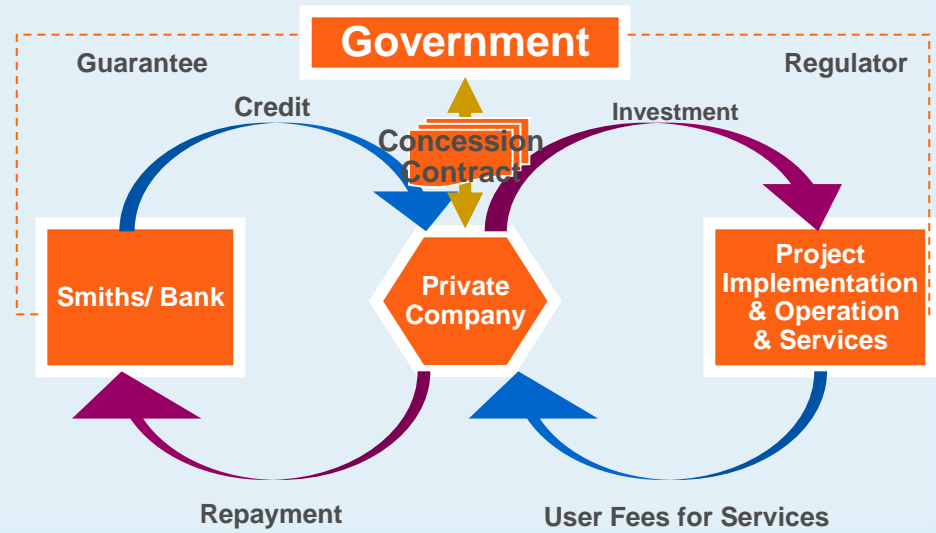 Government
Guarantee
Regulator
Credit
Investment
Concession
Contract
Smiths/ Bank
Private
Company
Project
Implementation
& Operation
& Services
Repayment
User Fees for Services